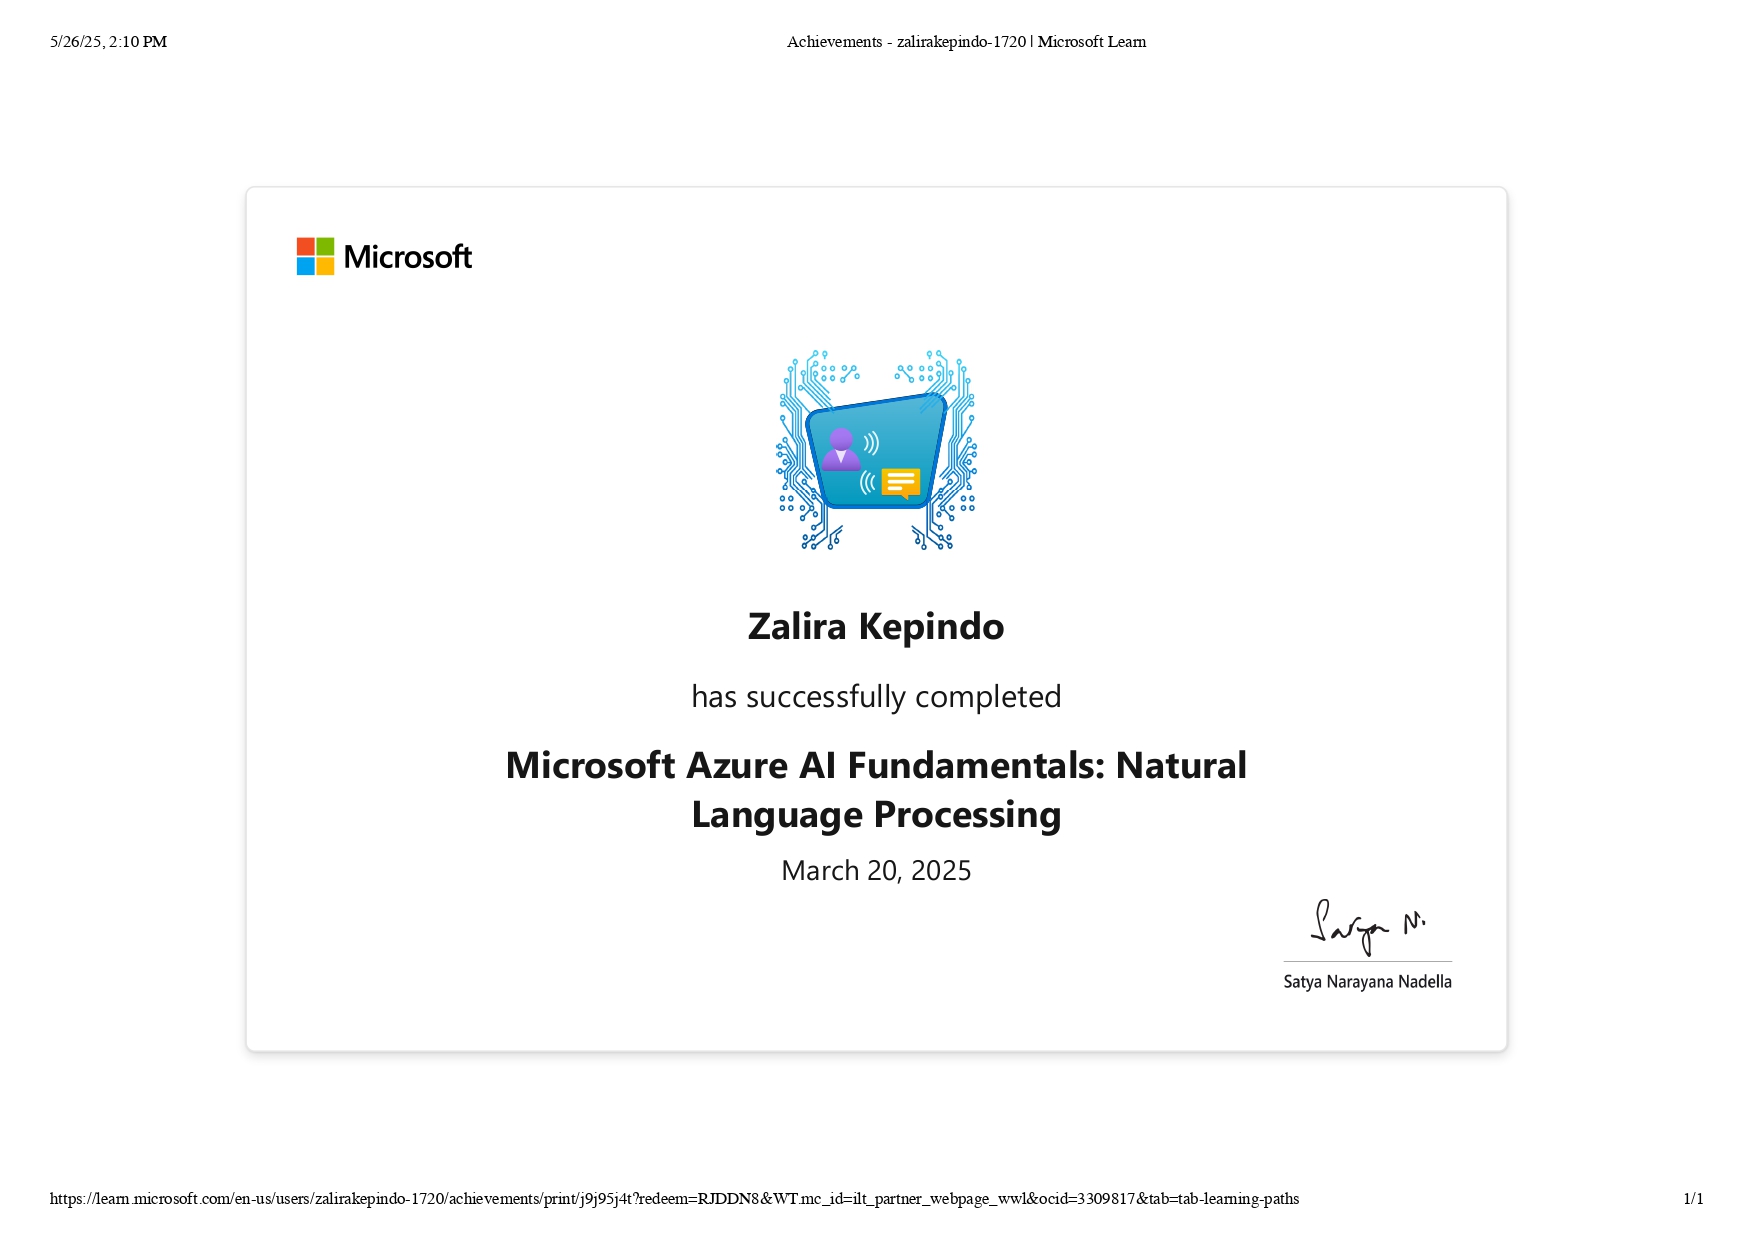 5/26/25, 2:10 PM
Achievements - zalirakepindo-1720 | Microsoft Learn
Microsoft
Zalira Kepindo
has successfully completed
Microsoft Azure AI Fundamentals: Natural
Language Processing
March 20, 2025
Satya N.
Satya Narayana Nadella
https://learn.microsoft.com/en-us/users/zalirakepindo-1720/achievements/print/j9j95j4t?redeem=RJDDN8&WT.mc_id=ilt_partner_webpage_wwl&ocid=3309817&tab=tab-learning-paths
1/1